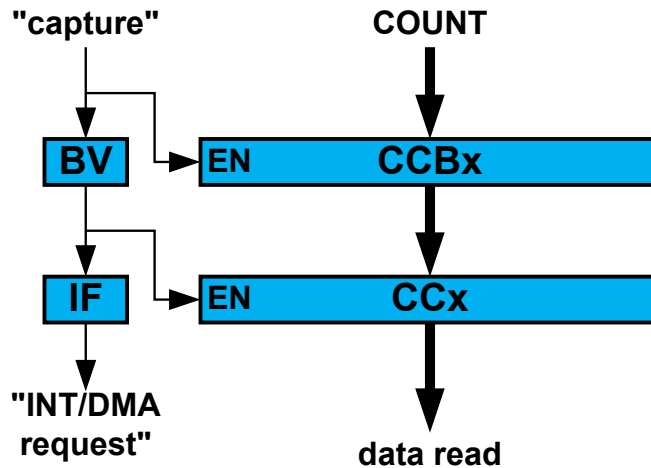 "capture"
COUNT
BV
EN
CCBx
IF
EN
CCx
"INT/DMA
request"
data read